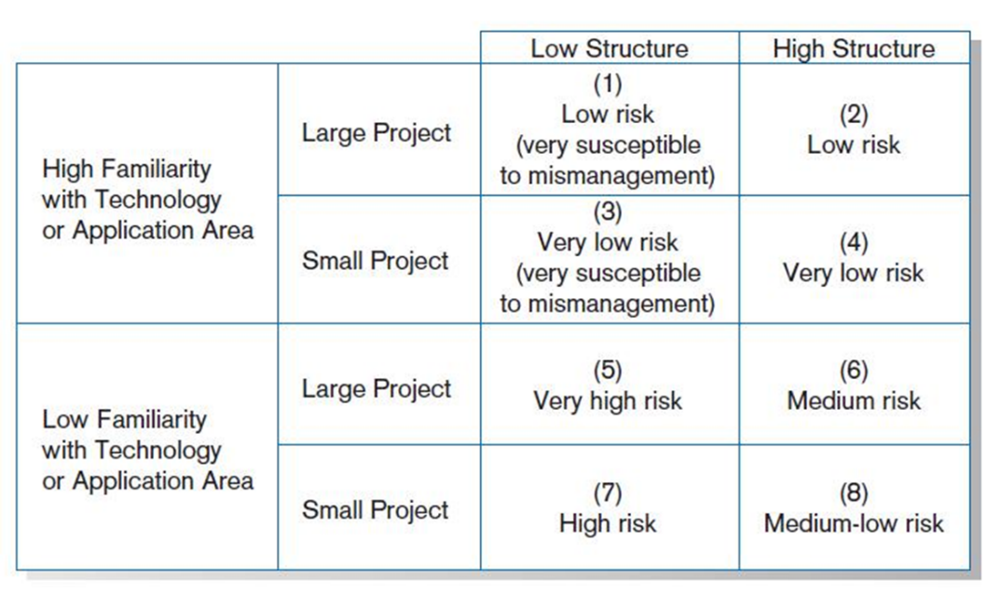 Low Structure
High Structure
High Familiarity
with Technology
or Application Area
Large Project
(1)
Low risk
(very susceptible
to mismanagement)
(2)
Low risk
Small Project
(3)
Very low risk
(very susceptible
to mismanagement)
(4)
Very low risk
Low Familiarity
with Technology
or Application Area
Large Project
(5)
Very high risk
(6)
Medium risk
Small Project
(7)
High risk
(8)
Medium-low risk